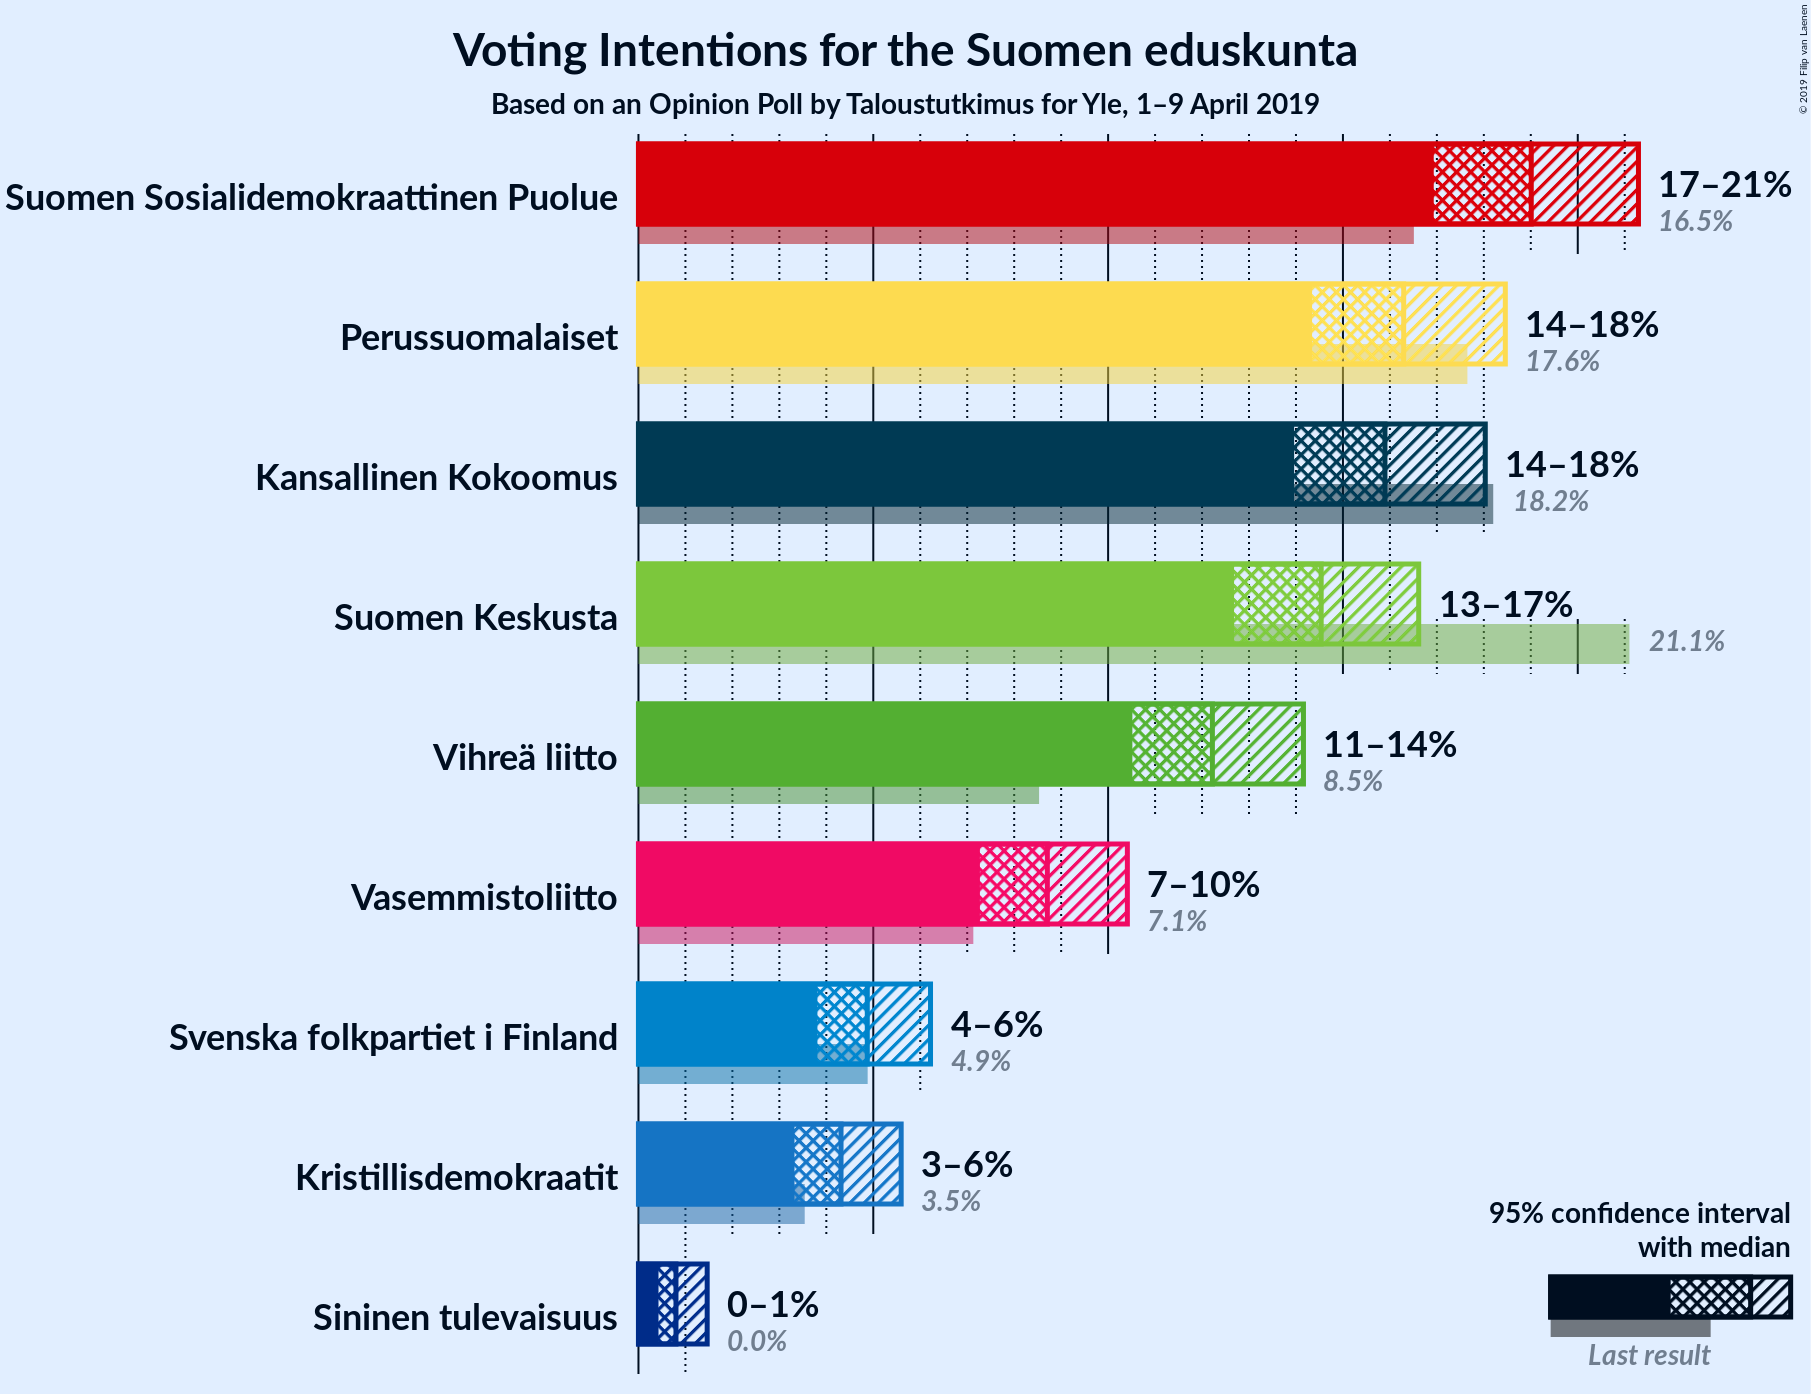 Voting Intentions for the Suomen eduskunta
Based on an Opinion Poll by Taloustutkimus for Yle, 1–9 April 2019
© 2019 Filip van Laenen
Suomen Sosialidemokraattinen Puolue
17–21%
16.5%
Perussuomalaiset
14–18%
17.6%
Kansallinen Kokoomus
14–18%
18.2%
Suomen Keskusta
13–17%
21.1%
Vihreä liitto
11–14%
8.5%
Vasemmistoliitto
7–10%
7.1%
Svenska folkpartiet i Finland
4–6%
4.9%
Kristillisdemokraatit
3–6%
3.5%
Sininen tulevaisuus
0–1%
0.0%
95% confidence interval
with median
Last result